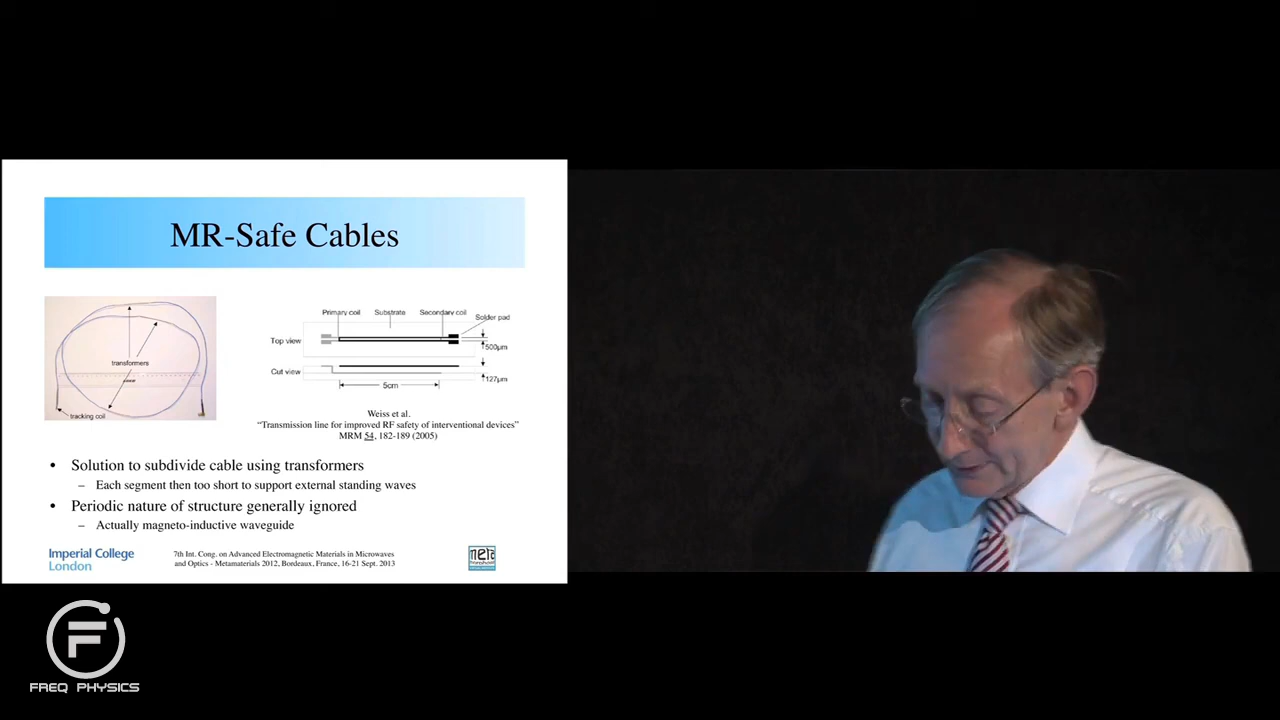 MR-Safe Cables
transformers
tracking coil
Primary coil Substrate Secondary coil
Solder pad
Top view
500µm
Cut view
127µm
5cm
Weiss et al.
“Transmission line for improved RF safety of interventional devices”
MRM 54, 182-189 (2005)
• Solution to subdivide cable using transformers
– Each segment then too short to support external standing waves
• Periodic nature of structure generally ignored
– Actually magneto-inductive waveguide
Imperial College
London
7th Int. Cong. on Advanced Electromagnetic Materials in Microwaves
and Optics - Metamaterials 2012, Bordeaux, France, 16-21 Sept. 2013
F
FREQ PHYSICS